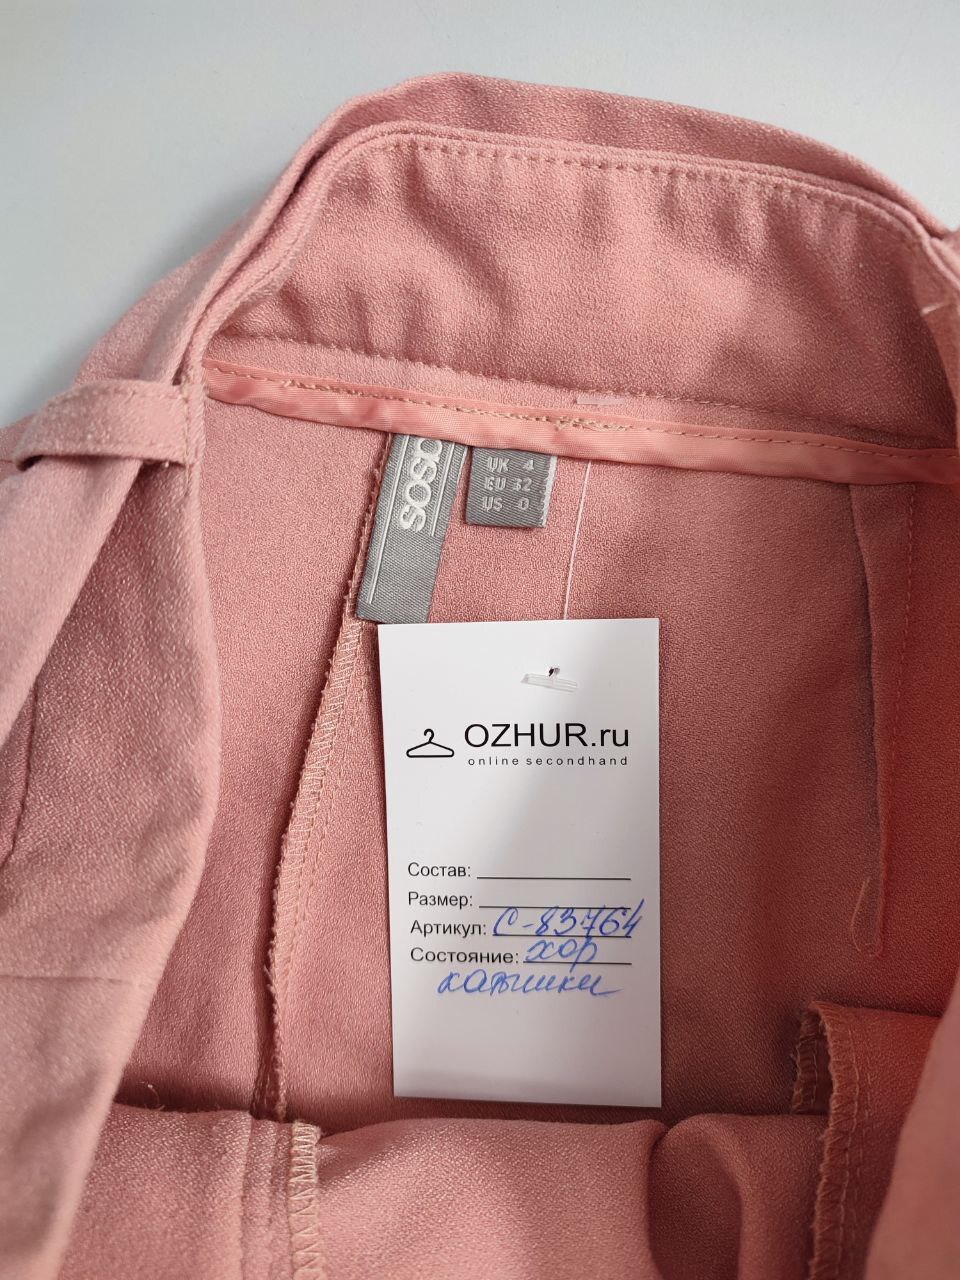 asos
UK 4
EU 32
US 0
OZHUR.ru
online secondhand
Состав:
Размер:
Артикул: С-83764
Состояние: хор
катышки